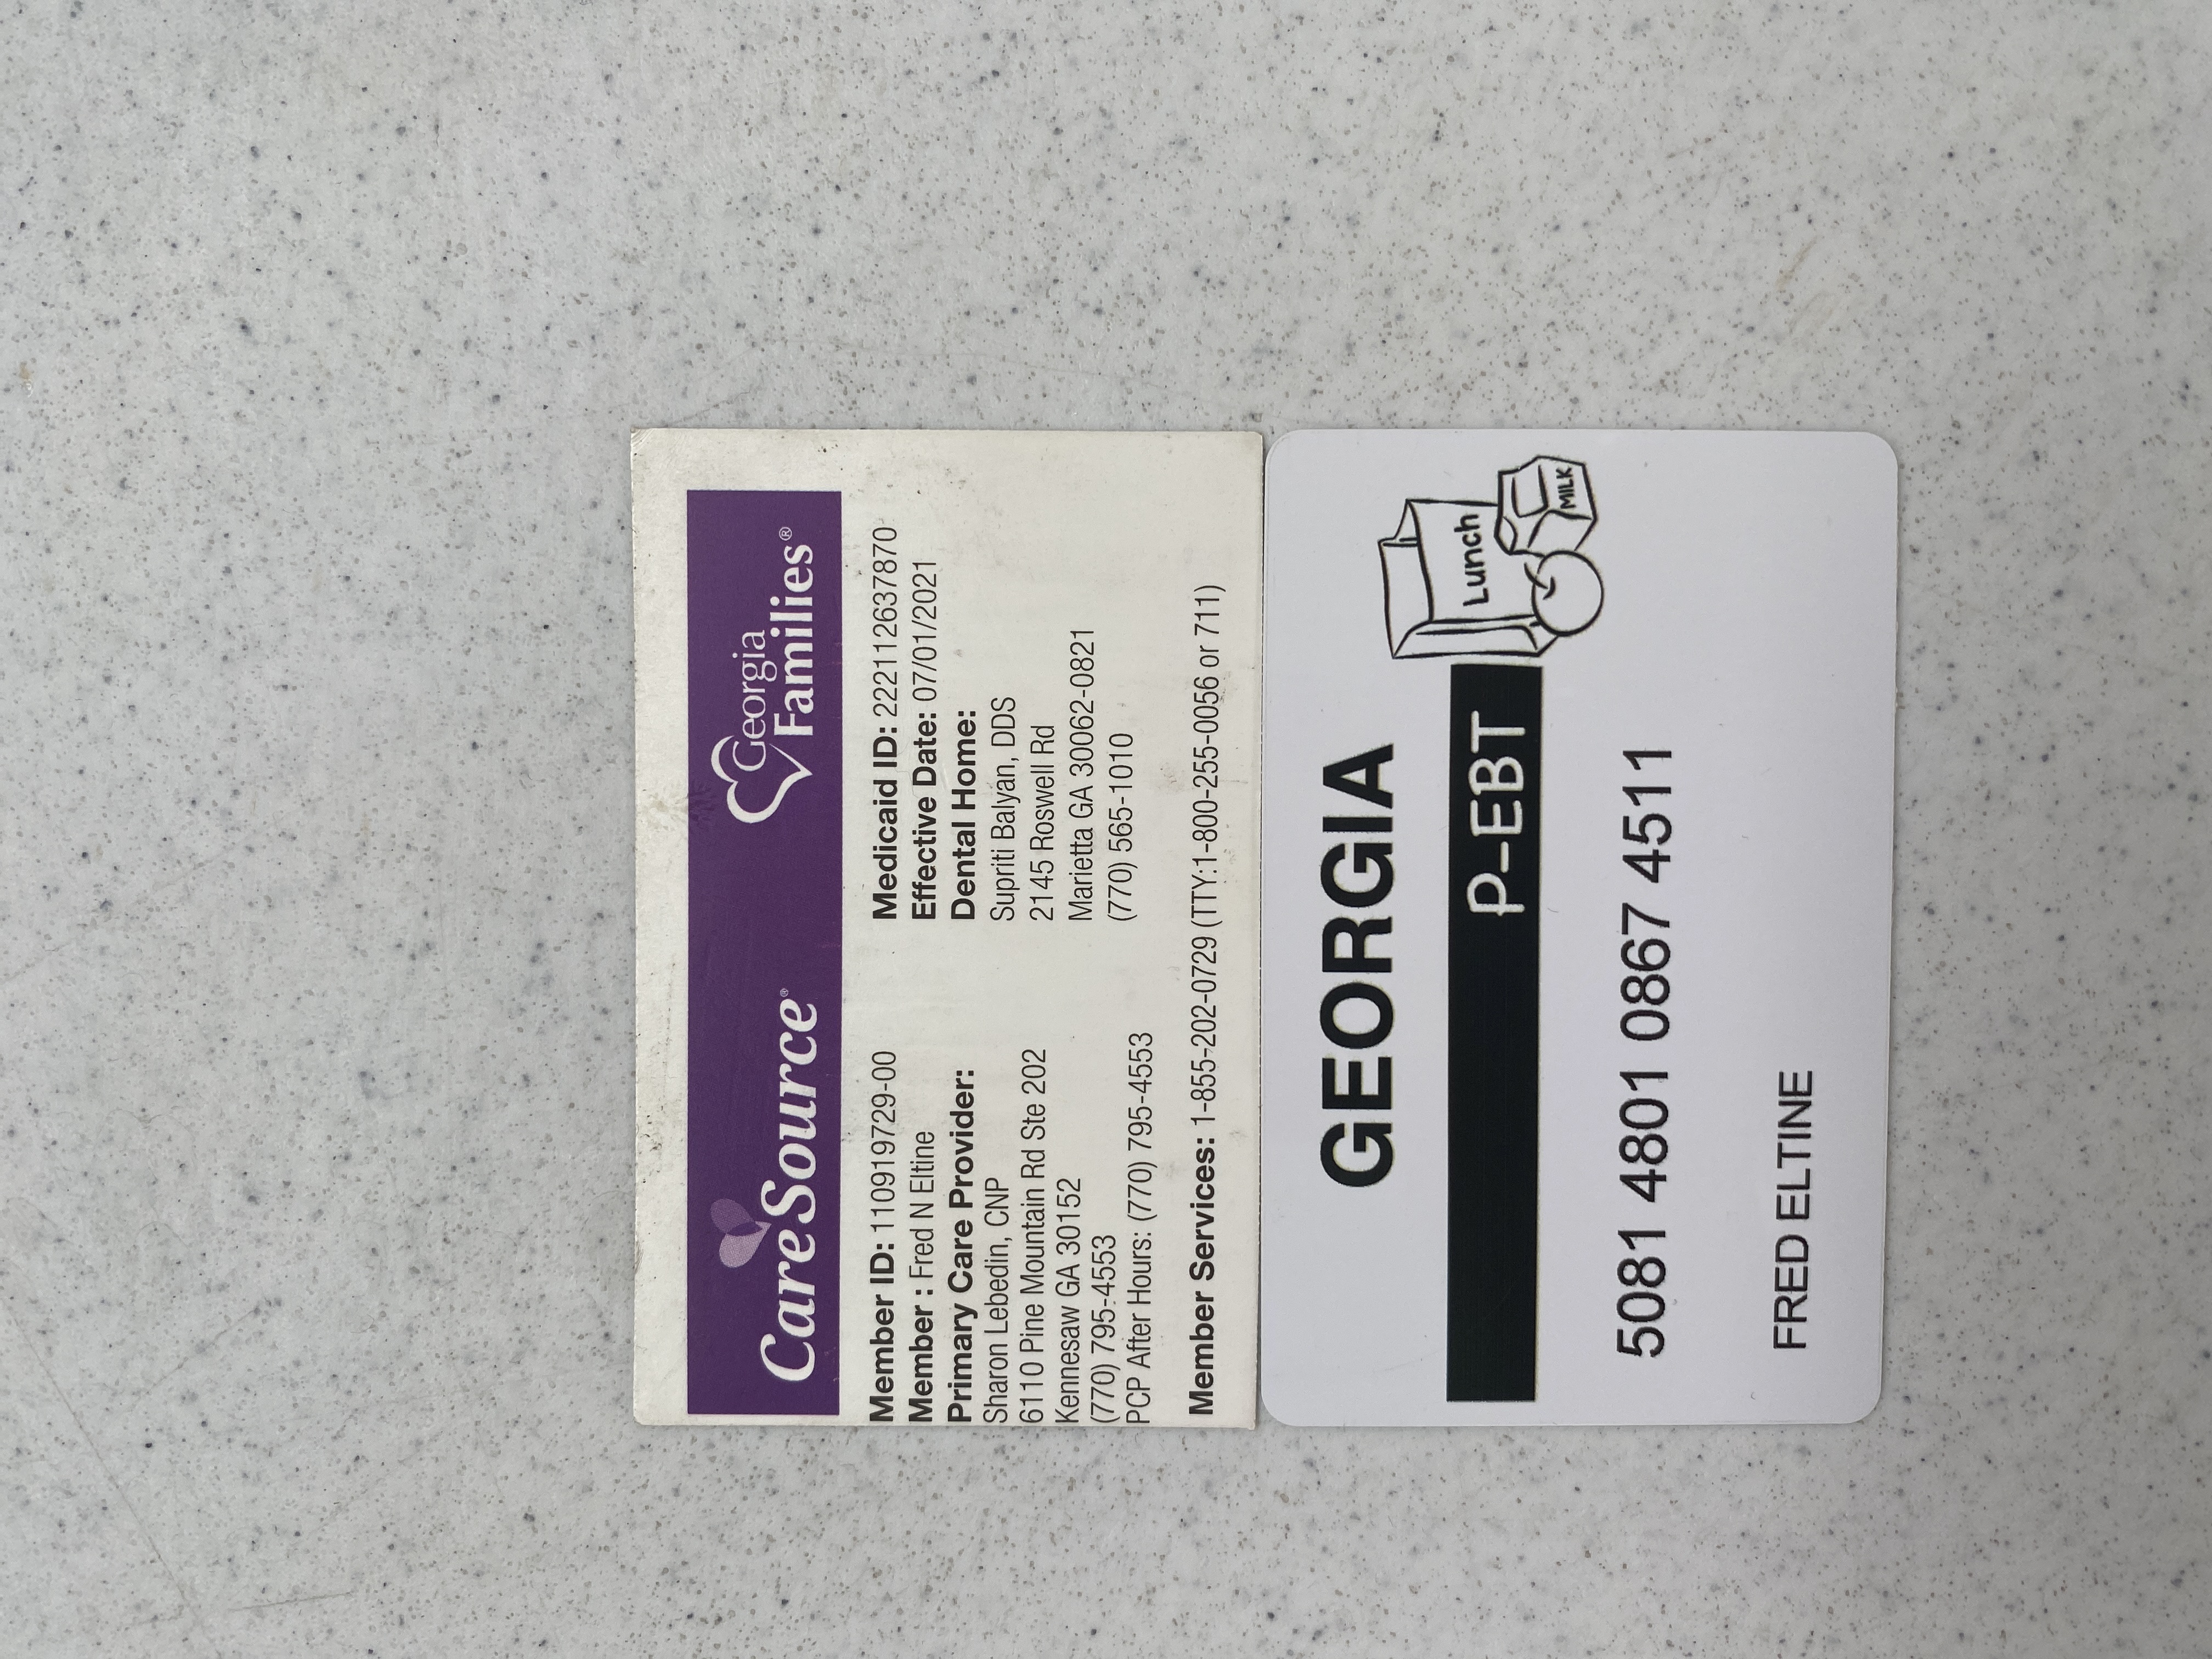 CareSource®
Georgia
Families®
Member ID: 110919729-00
Member : Fred N Eltine
Primary Care Provider:
Sharon Lebedin, CNP
6110 Pine Mountain Rd Ste 202
Kennesaw GA 30152
(770) 795-4553
PCP After Hours: (770) 795-4553
Medicaid ID: 222112637870
Effective Date: 07/01/2021
Dental Home:
Supriti Balyan, DDS
2145 Roswell Rd
Marietta GA 30062-0821
(770) 565-1010
Member Services: 1-855-202-0729 (TTY:1-800-255-0056 or 711)
GEORGIA
P-EBT
Lunch
MILK
5081 4801 0867 4511
FRED ELTINE